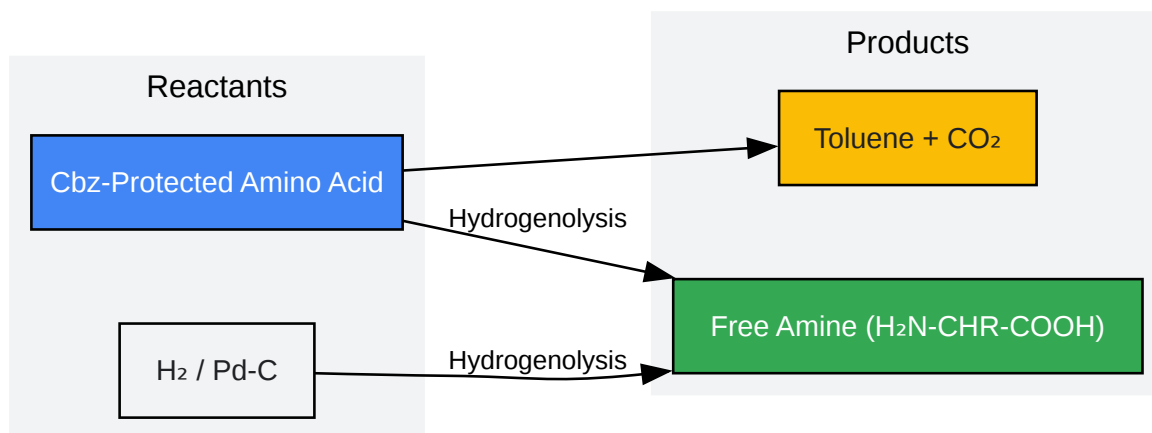 Reactants
Cbz-Protected Amino Acid
Hydrogenolysis
H₂ / Pd-C
Hydrogenolysis
Products
Toluene + CO₂
Free Amine (H₂N-CHR-COOH)